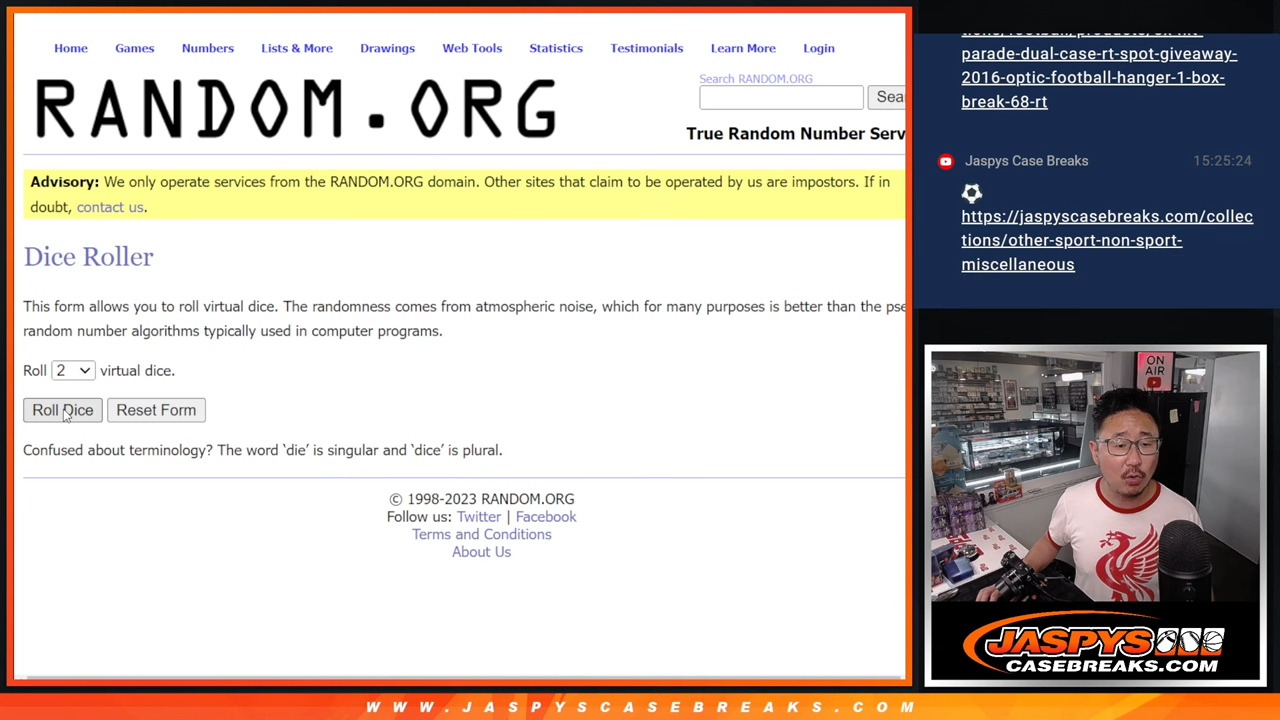 Home Games Numbers Lists & More Drawings Web Tools Statistics Testimonials Learn More Login
RANDOM.ORG
Search RANDOM.ORG
Sea
True Random Number Serv
Advisory: We only operate services from the RANDOM.ORG domain. Other sites that claim to be operated by us are impostors. If in
doubt, contact us.
Dice Roller
This form allows you to roll virtual dice. The randomness comes from atmospheric noise, which for many purposes is better than the pse
random number algorithms typically used in computer programs.
Roll 2 virtual dice.
Roll Dice Reset Form
Confused about terminology? The word ‘die’ is singular and ‘dice’ is plural.
© 1998-2023 RANDOM.ORG
Follow us: Twitter | Facebook
Terms and Conditions
About Us
tions/football/products/ok-hit-
parade-dual-case-rt-spot-giveaway-
2016-optic-football-hanger-1-box-
break-68-rt
Jaspys Case Breaks 15:25:24
https://jaspyscasebreaks.com/collec
tions/other-sport-non-sport-
miscellaneous
ON
AIR
JASPYS
CASEBREAKS.COM
WWW.JASPYSCASEBREAKS.COM